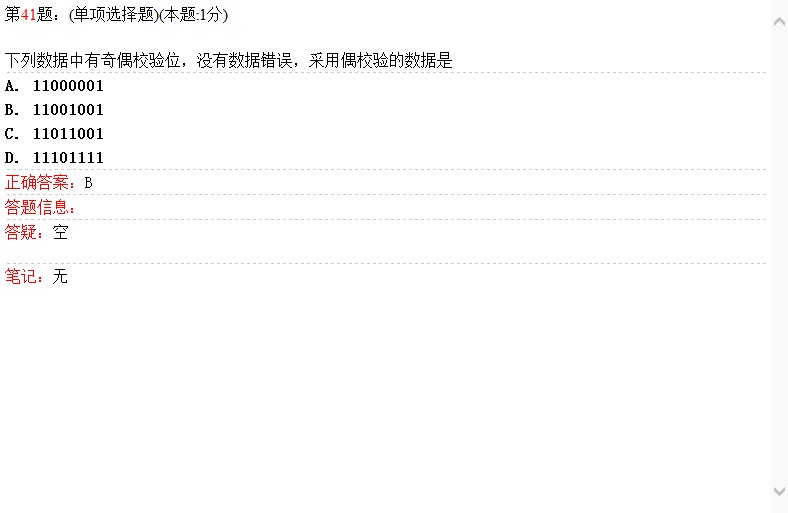 第41题：(单项选择题)(本题:1分)
下列数据中有奇偶校验位，没有数据错误，采用偶校验的数据是
A. 11000001
B. 11001001
C. 11011001
D. 11101111
正确答案：B
答题信息：
答疑：空
笔记：无